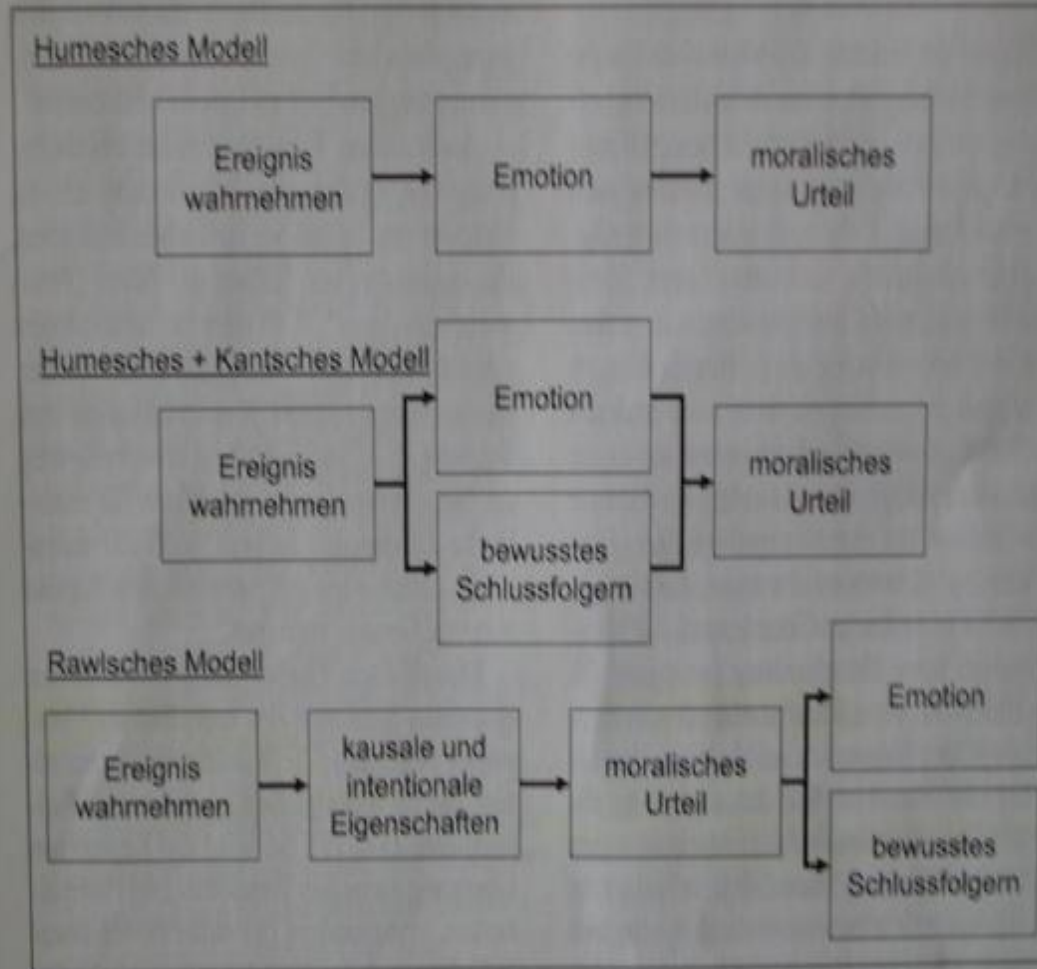 Humesches Modell
Ereignis
wahrnehmen
Emotion
moralisches
Urteil
Humesches + Kantsches Modell
Ereignis
wahrnehmen
Emotion
bewusstes
Schlussfolgern
moralisches
Urteil
Rawlsches Modell
Ereignis
wahrnehmen
kausale und
intentionale
Eigenschaften
moralisches
Urteil
Emotion
bewusstes
Schlussfolgern